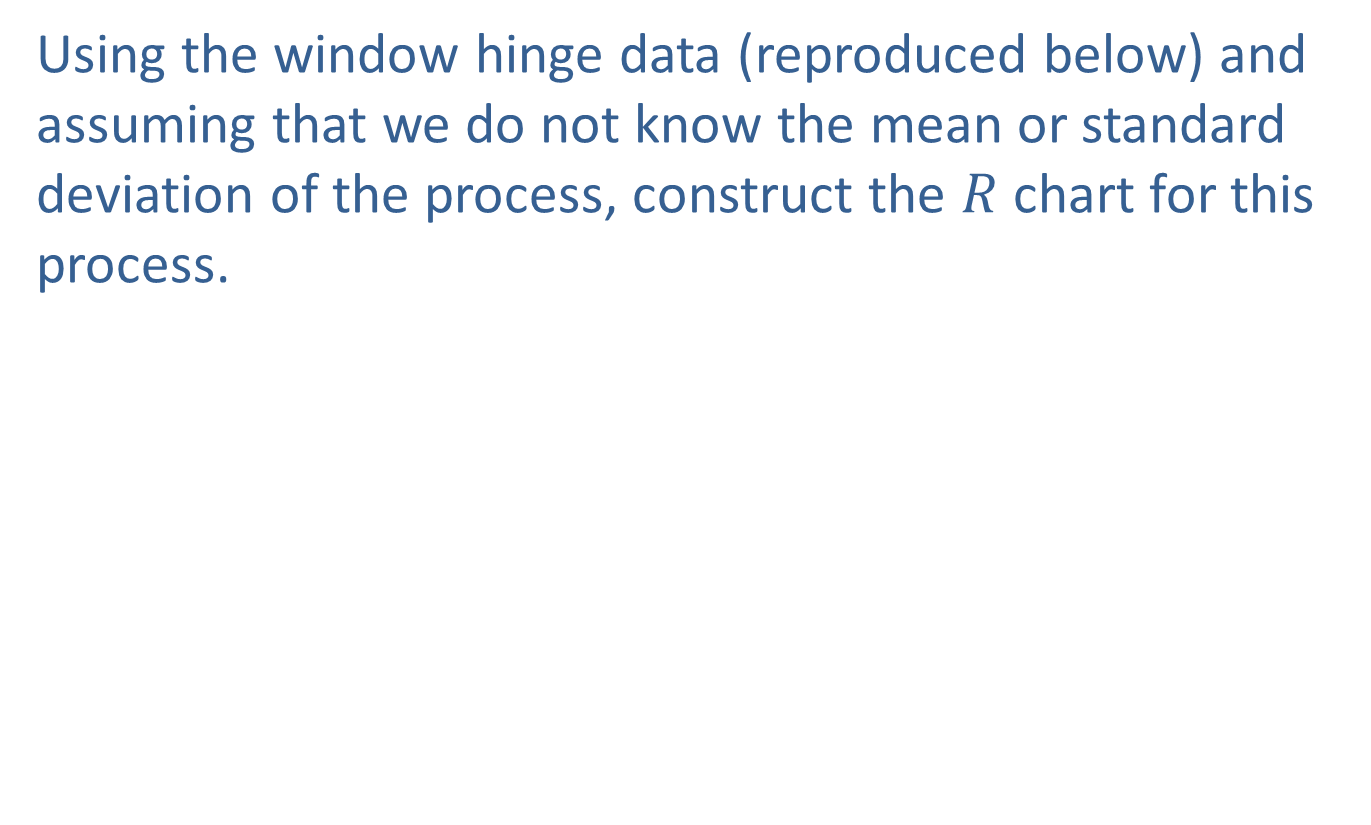 Using the window hinge data (reproduced below) and
assuming that we do not know the mean or standard
deviation of the process, construct the R chart for this
process.